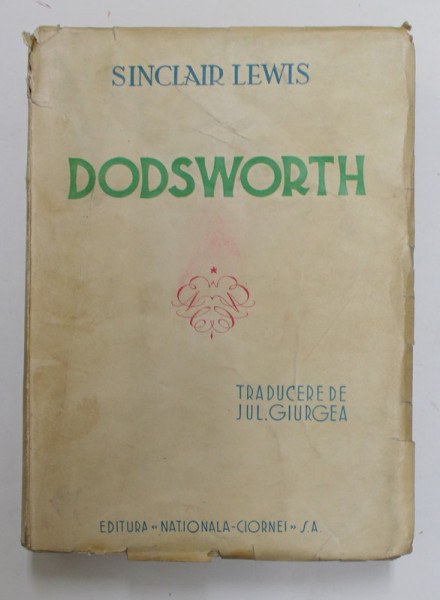 SINCLAIR LEWIS
DODSWORTH
TRADUCERE DE
JUL. GIURGEA
EDITURA „NATIONALA-CIORNEI" S.A.